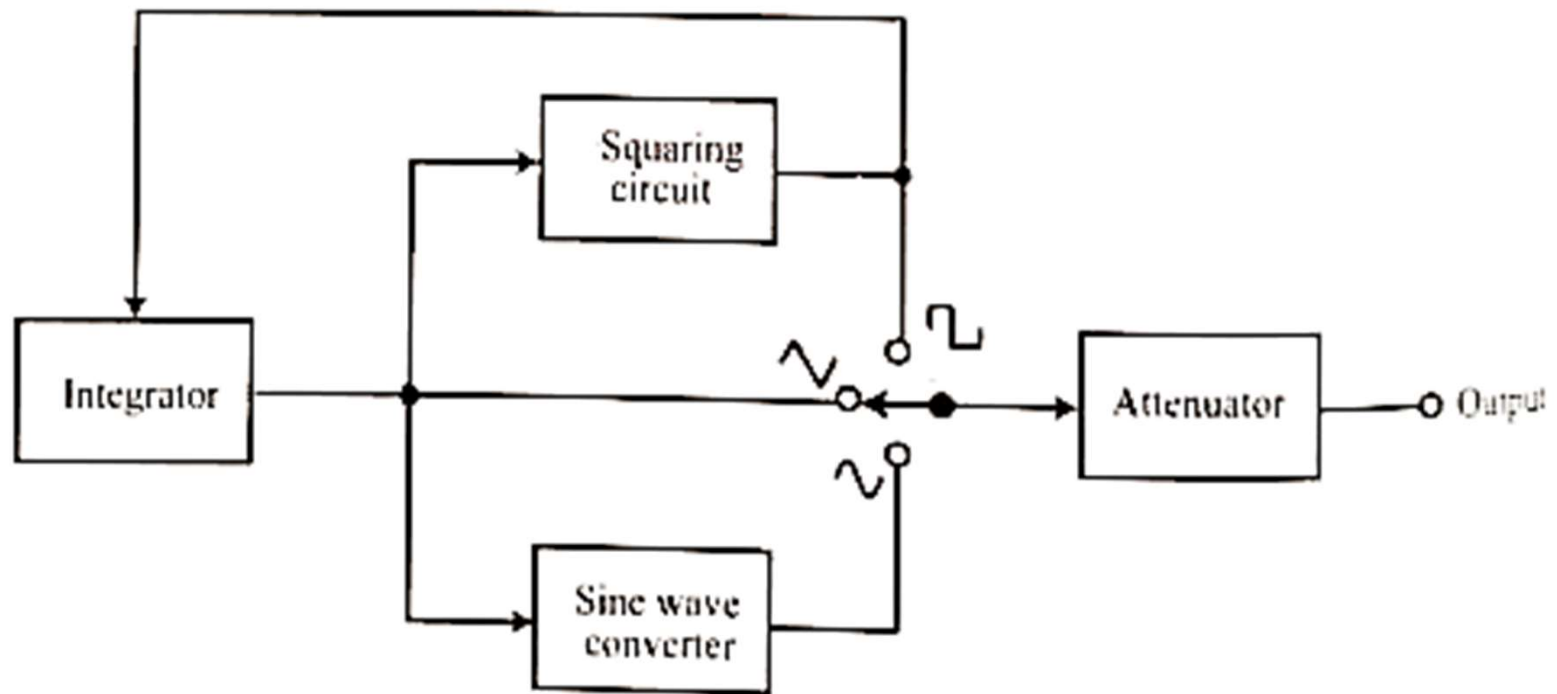 Squaring
circuit
Integrator
Attenuator
Output
Sine wave
converter